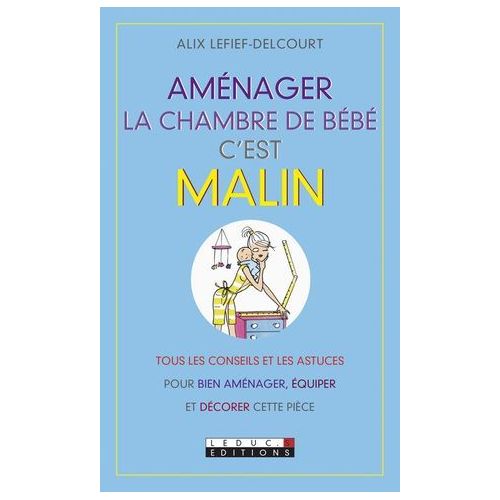 ALIX LEFIEF-DELCOURT
AMÉNAGER
LA CHAMBRE DE BÉBÉ
C'EST
MALIN
TOUS LES CONSEILS ET LES ASTUCES
POUR BIEN AMÉNAGER, ÉQUIPER
ET DÉCORER CETTE PIÈCE
LEDUC.S
EDITIONS